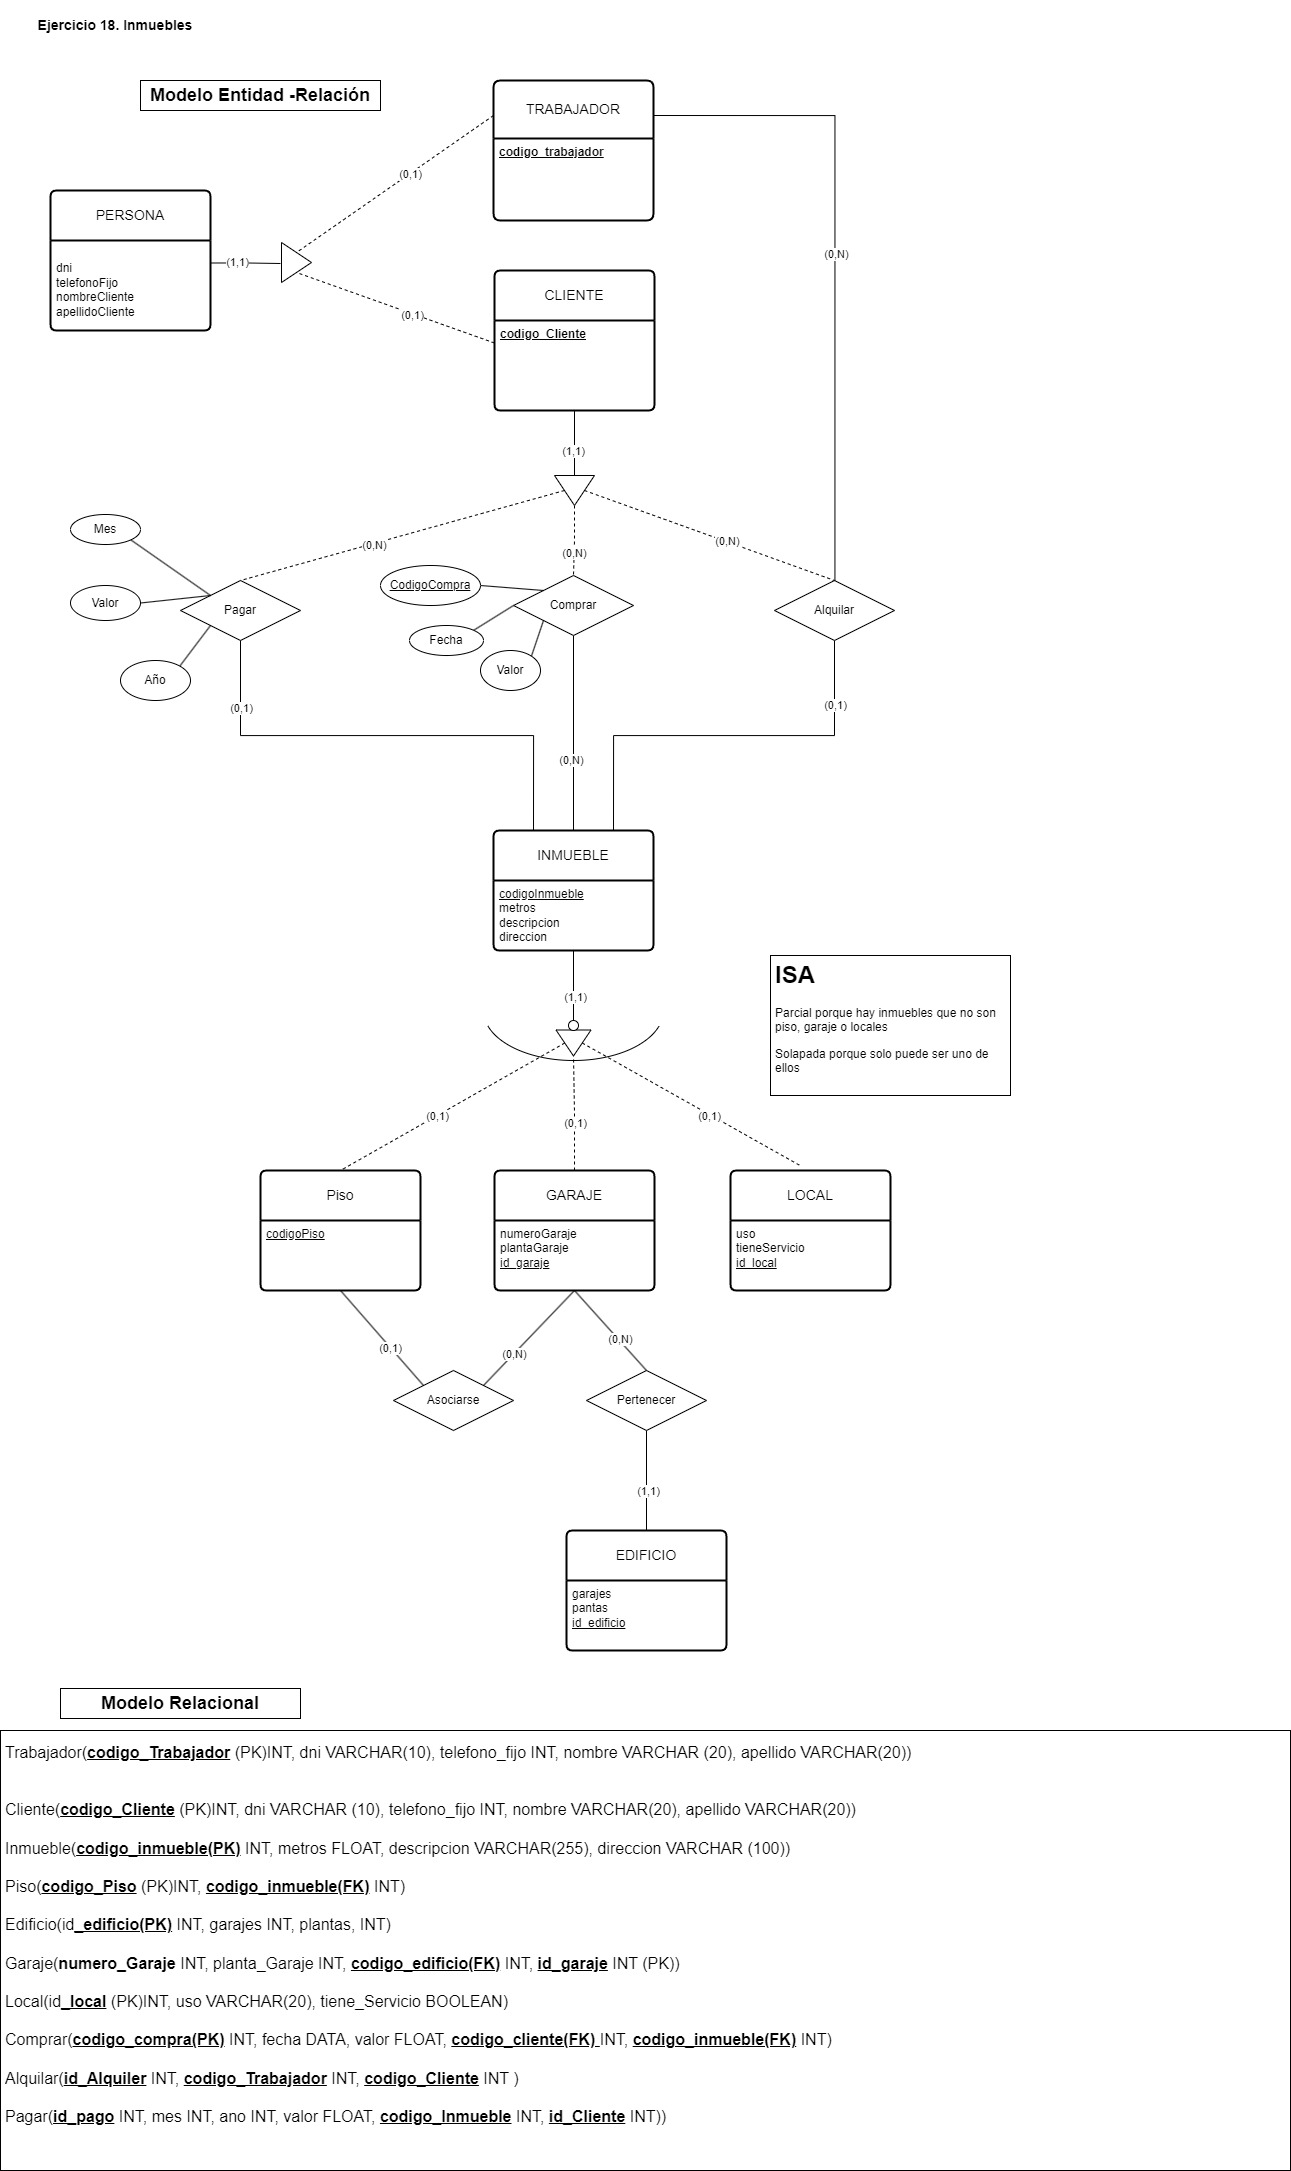 Ejercicio 18. Inmuebles
Modelo Entidad -Relación
TRABAJADOR
codigo_trabajador
(0,1)
PERSONA
dni
telefonoFijo
nombreCliente
apellidoCliente
(1,1)
(0,N)
CLIENTE
codigo_Cliente
(0,1)
(1,1)
Mes
Valor
Año
(0,N)
Pagar
(0,N)
CodigoCompra
Fecha
Valor
Comprar
(0,N)
Alquilar
(0,1)
(0,1)
(0,N)
INMUEBLE
codigoInmueble
metros
descripcion
direccion
(1,1)
ISA
Parcial porque hay inmuebles que no son
piso, garaje o locales
Solapada porque solo puede ser uno de
ellos
(0,1)
(0,1)
(0,1)
Piso
codigoPiso
GARAJE
numeroGaraje
plantaGaraje
id_garaje
LOCAL
uso
tieneServicio
id_local
(0,1)
(0,N)
(0,N)
Asociarse
Pertenecer
(1,1)
EDIFICIO
garajes
pantas
id_edificio
Modelo Relacional
Trabajador(codigo_Trabajador (PK)INT, dni VARCHAR(10), telefono_fijo INT, nombre VARCHAR (20), apellido VARCHAR(20))
Cliente(codigo_Cliente (PK)INT, dni VARCHAR (10), telefono_fijo INT, nombre VARCHAR(20), apellido VARCHAR(20))
Inmueble(codigo_inmueble(PK) INT, metros FLOAT, descripcion VARCHAR(255), direccion VARCHAR (100))
Piso(codigo_Piso (PK)INT, codigo_inmueble(FK) INT)
Edificio(id_edificio(PK) INT, garajes INT, plantas, INT)
Garaje(numero_Garaje INT, planta_Garaje INT, codigo_edificio(FK) INT, id_garaje INT (PK))
Local(id_local (PK)INT, uso VARCHAR(20), tiene_Servicio BOOLEAN)
Comprar(codigo_compra(PK) INT, fecha DATA, valor FLOAT, codigo_cliente(FK) INT, codigo_inmueble(FK) INT)
Alquilar(id_Alquiler INT, codigo_Trabajador INT, codigo_Cliente INT )
Pagar(id_pago INT, mes INT, ano INT, valor FLOAT, codigo_Inmueble INT, id_Cliente INT))